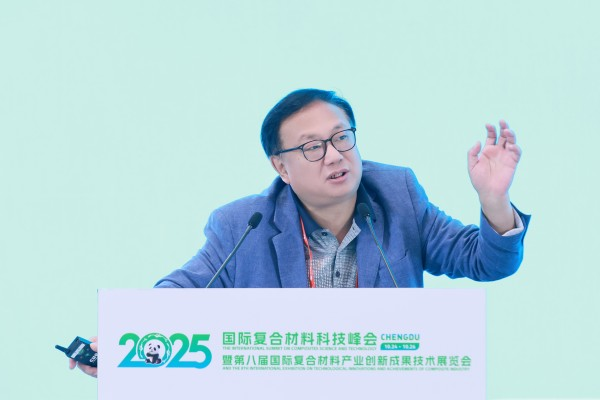 2025
国际复合材料科技峰会
CHENGDU
THE INTERNATIONAL SUMMIT ON COMPOSITES SCIENCE AND TECHNOLOGY
10.24 - 10.26
暨第八届国际复合材料产业创新成果技术展览会
AND THE 8TH INTERNATIONAL EXHIBITION ON TECHNOLOGICAL INNOVATIONS AND ACHIEVEMENTS OF COMPOSITE INDUSTRY